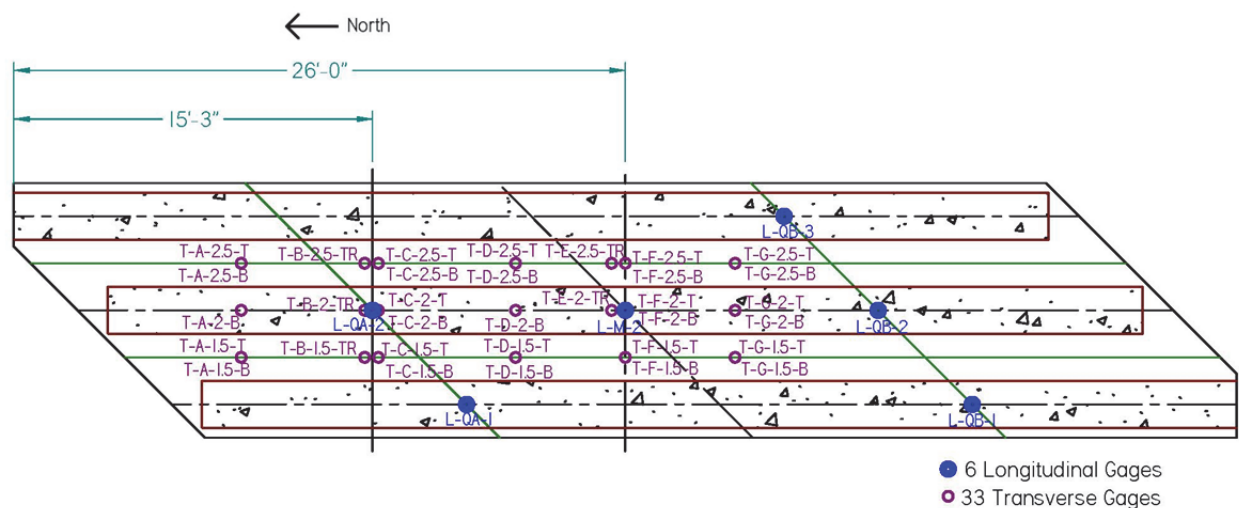 North
26'-0"
15'-3"
L-QB-3
T-A-2.5-T T-B-2.5-TR T-C-2.5-T T-D-2.5-T T-E-2.5-TR T-F-2.5-T T-G-2.5-T
T-A-2.5-B T-C-2.5-B T-D-2.5-B T-F-2.5-B T-G-2.5-B
T-B-2-TR T-C-2-T T-E-2-TR T-F-2-T T-G-2-T
T-A-2-B L-QA-2 T-C-2-B T-D-2-B L-M-2 T-F-2-B T-G-2-B L-QB-2
T-A-1.5-T T-B-1.5-TR T-C-1.5-T T-D-1.5-T T-F-1.5-T T-G-1.5-T
T-A-1.5-B T-C-1.5-B T-D-1.5-B T-F-1.5-B T-G-1.5-B
L-QA-1 L-QB-1
6 Longitudinal Gages
33 Transverse Gages